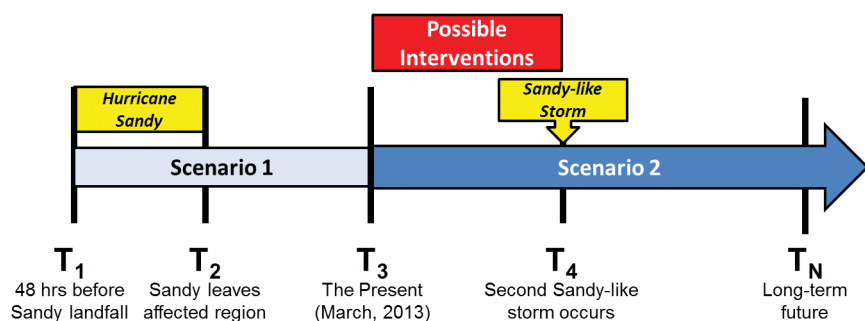 Possible
Interventions
Hurricane
Sandy
Sandy-like
Storm
Scenario 1
Scenario 2
T1
T2
T3
T4
TN
48 hrs before
Sandy landfall
Sandy leaves
affected region
The Present
(March, 2013)
Second Sandy-like
storm occurs
Long-term
future